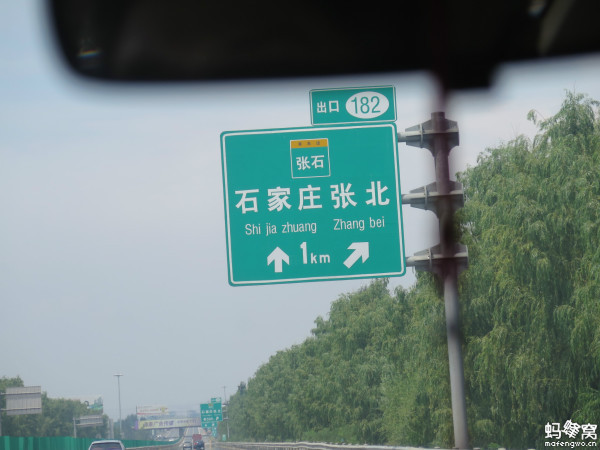 出口 182
张石
石家庄 张北
Shi jia zhuang Zhang bei
1km
蚂蜂窝
mafengwo.cn